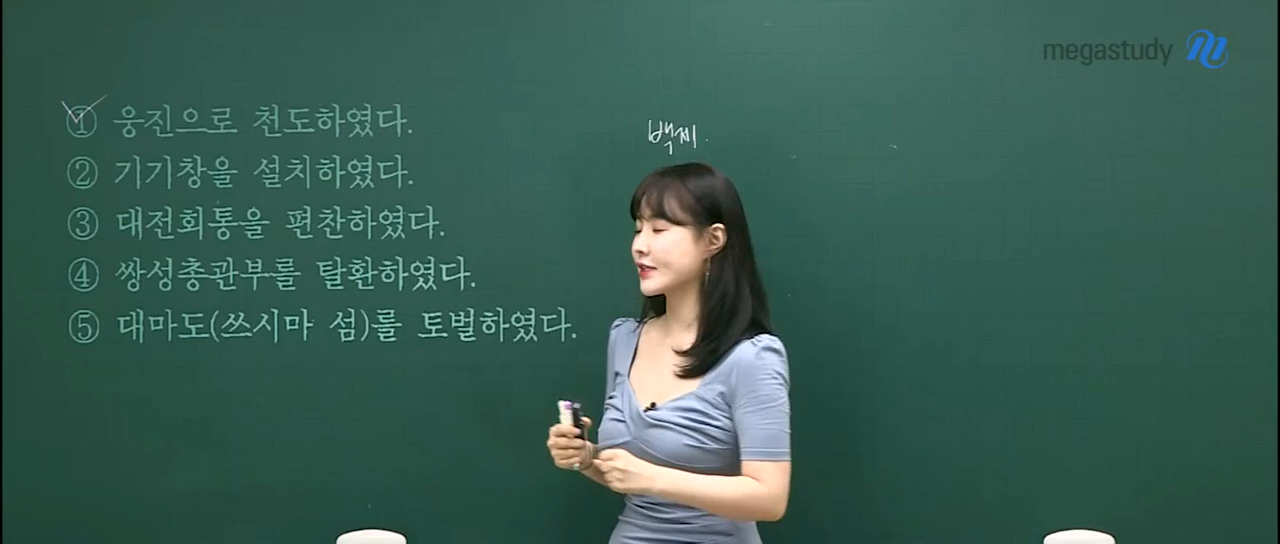 megastudy
① 웅진으로 천도하였다.
백제.
② 기기창을 설치하였다.
③ 대전회통을 편찬하였다.
④ 쌍성총관부를 탈환하였다.
⑤ 대마도(쓰시마 섬)를 토벌하였다.